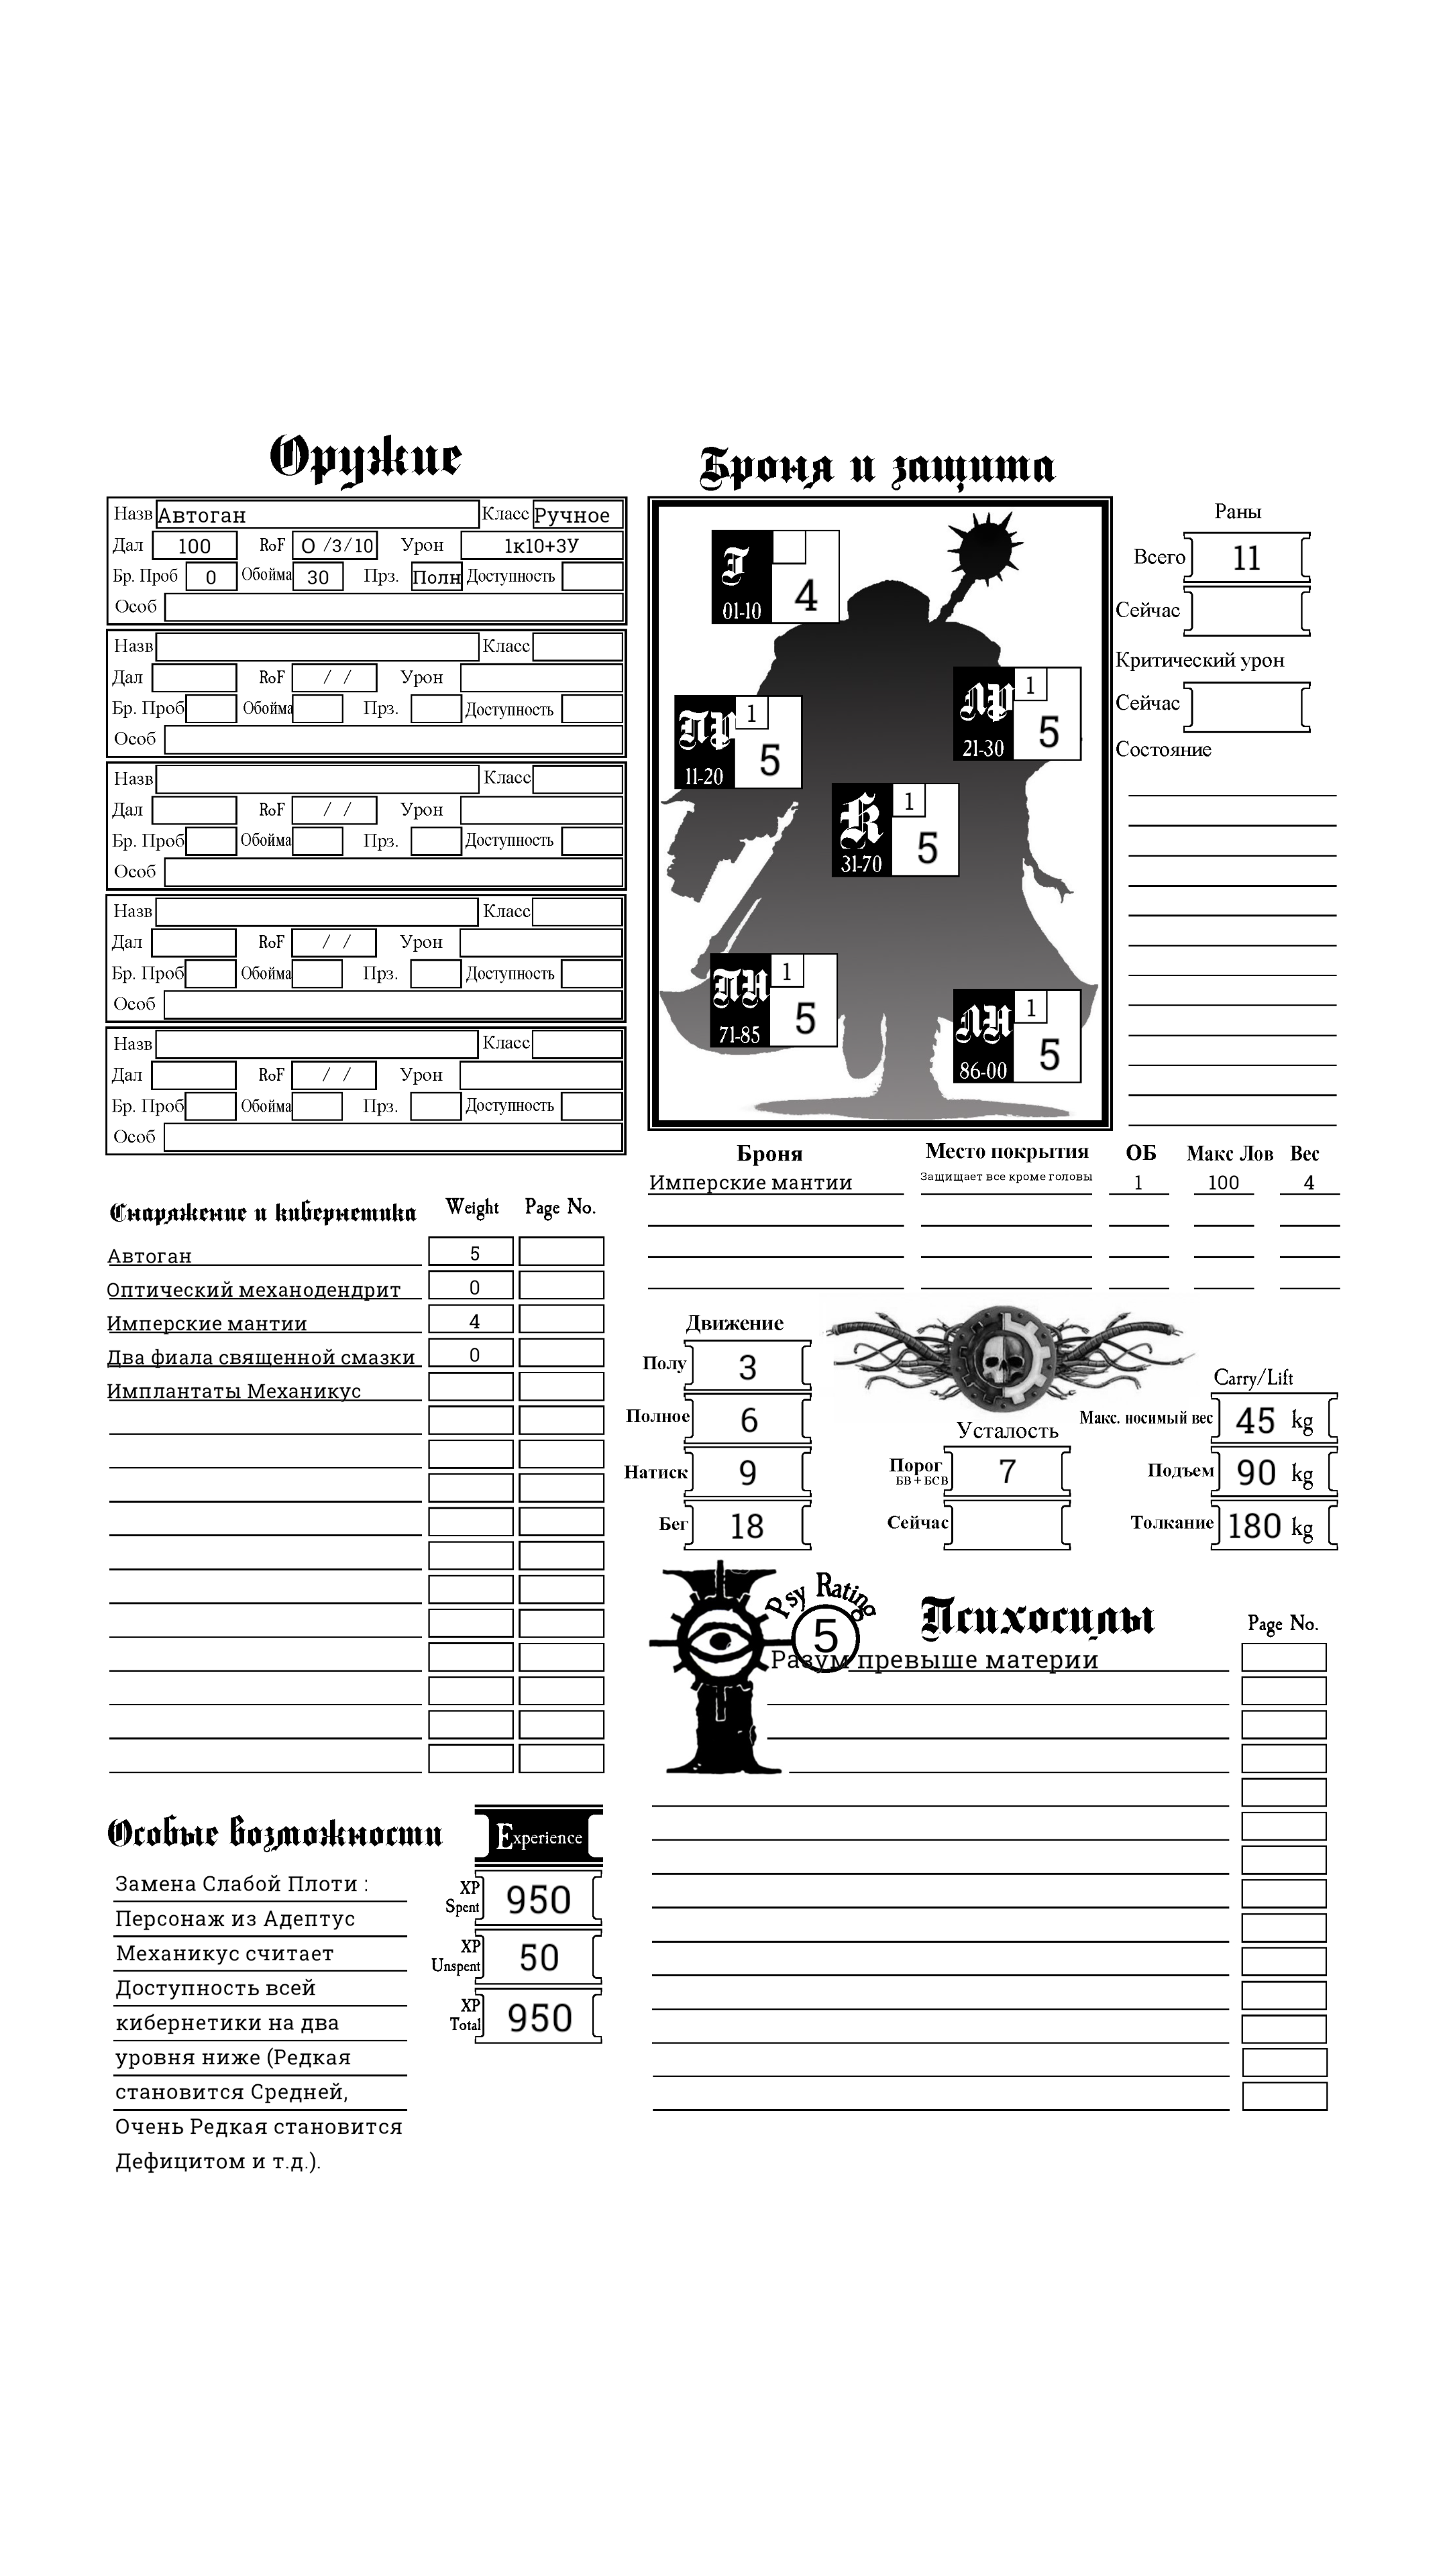 Оружие
Назв Автоган Класс Ручное
Дал 100 RoF О /3/10 Урон 1к10+3У
Бр. Проб 0 Обойма 30 Прз. Полн Доступность
Особ
Назв Класс
Дал RoF / / Урон
Бр. Проб Обойма Прз. Доступность
Особ
Назв Класс
Дал RoF / / Урон
Бр. Проб Обойма Прз. Доступность
Особ
Назв Класс
Дал RoF / / Урон
Бр. Проб Обойма Прз. Доступность
Особ
Назв Класс
Дал RoF / / Урон
Бр. Проб Обойма Прз. Доступность
Особ
Броня и защита
Г 01-10 4
ПР 11-20 1 5
ЛР 21-30 1 5
К 31-70 1 5
ПН 71-85 1 5
ЛН 86-00 1 5
Раны
Всего 11
Сейчас
Критический урон
Сейчас
Состояние
Броня Место покрытия ОБ Макс Лов Вес
Имперские мантии Защищает все кроме головы 1 100 4
Снаряжение и кибернетика Weight Page No.
Автоган 5
Оптический механодендрит 0
Имперские мантии 4
Два фиала священной смазки 0
Имплантаты Механикус
Движение
Полу 3
Полное 6
Натиск 9
Бег 18
Усталость
Порог БВ + БСВ 7
Сейчас
Carry/Lift
Макс. носимый вес 45 kg
Подъем 90 kg
Толкание 180 kg
Psy Rating
5
Психосилы Page No.
Разум превыше материи
Особые возможности
Замена Слабой Плоти :
Персонаж из Адептус
Механикус считает
Доступность всей
кибернетики на два
уровня ниже (Редкая
становится Средней,
Очень Редкая становится
Дефицитом и т.д.).
Experience
XP Spent 950
XP Unspent 50
XP Total 950